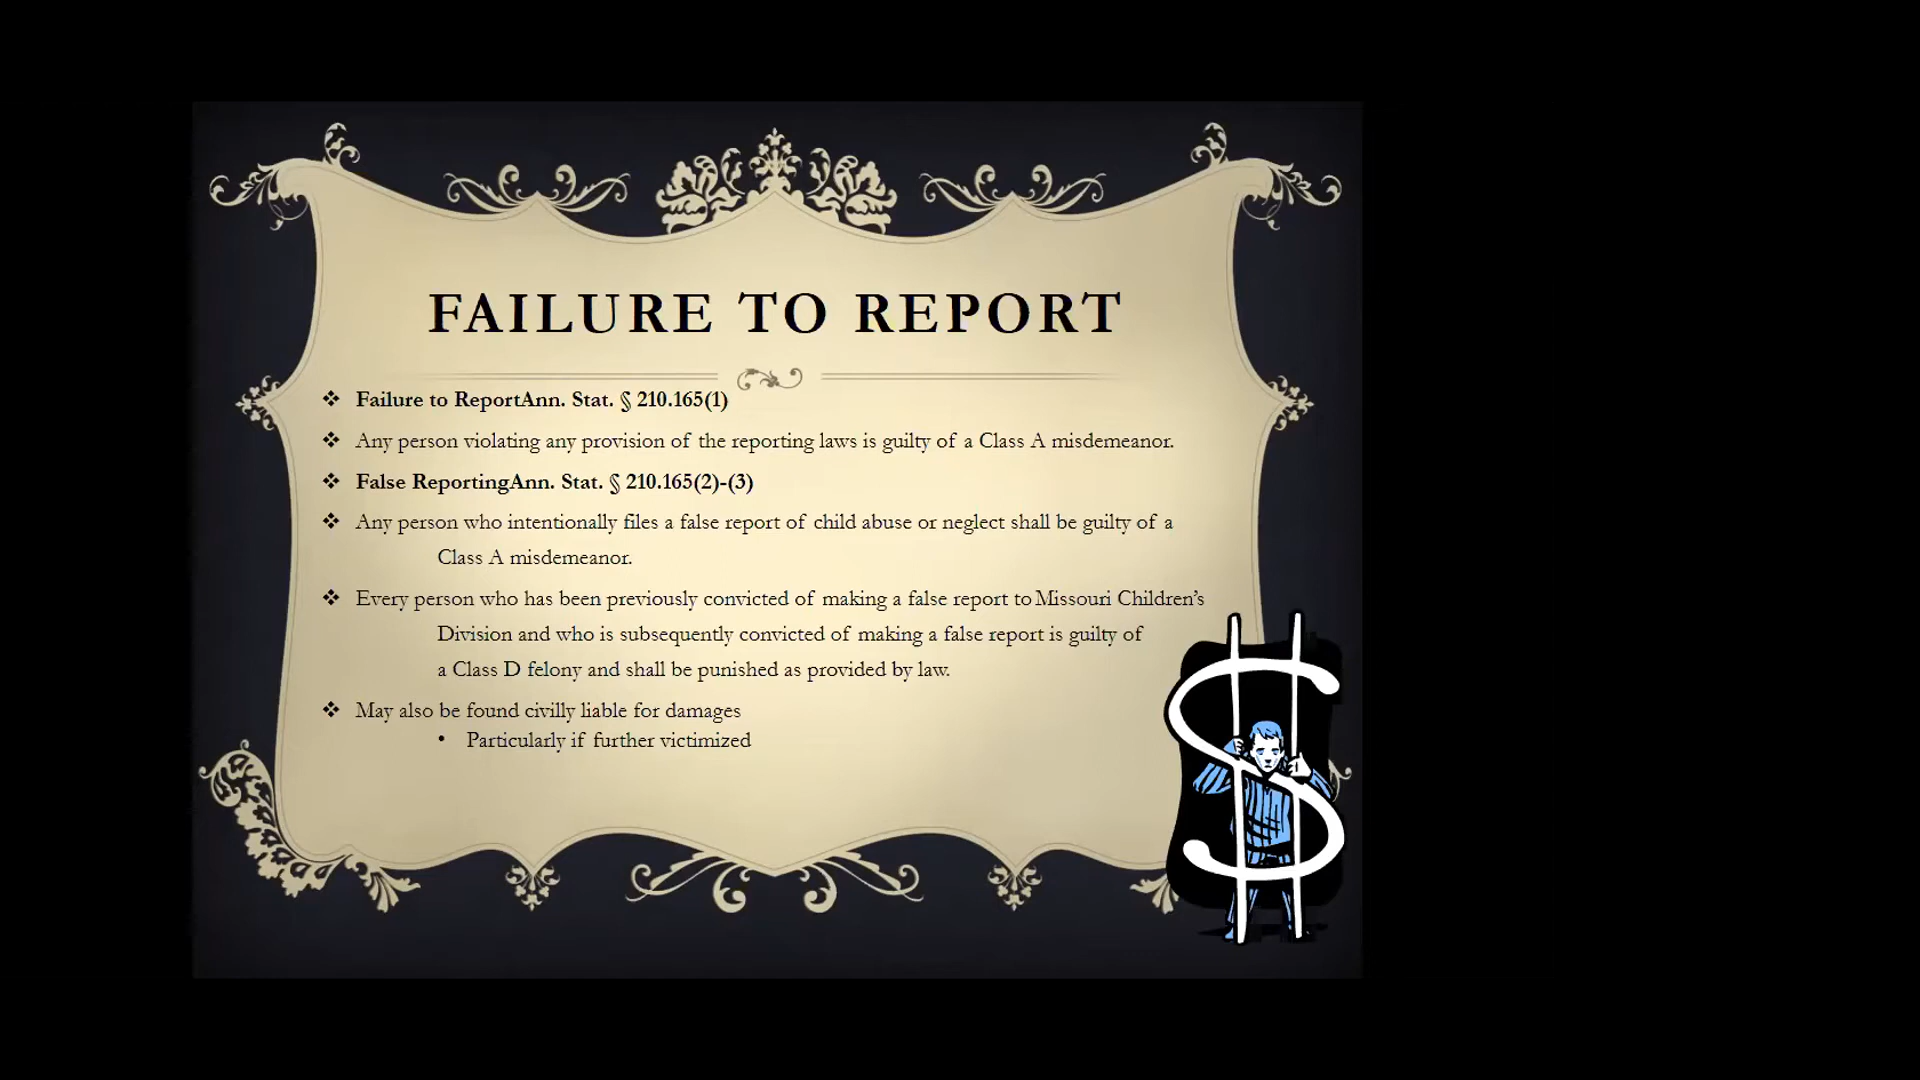 FAILURE TO REPORT
❖ Failure to ReportAnn. Stat. § 210.165(1)
❖ Any person violating any provision of the reporting laws is guilty of a Class A misdemeanor.
❖ False ReportingAnn. Stat. § 210.165(2)-(3)
❖ Any person who intentionally files a false report of child abuse or neglect shall be guilty of a
Class A misdemeanor.
❖ Every person who has been previously convicted of making a false report to Missouri Children’s
Division and who is subsequently convicted of making a false report is guilty of
a Class D felony and shall be punished as provided by law.
❖ May also be found civilly liable for damages
• Particularly if further victimized